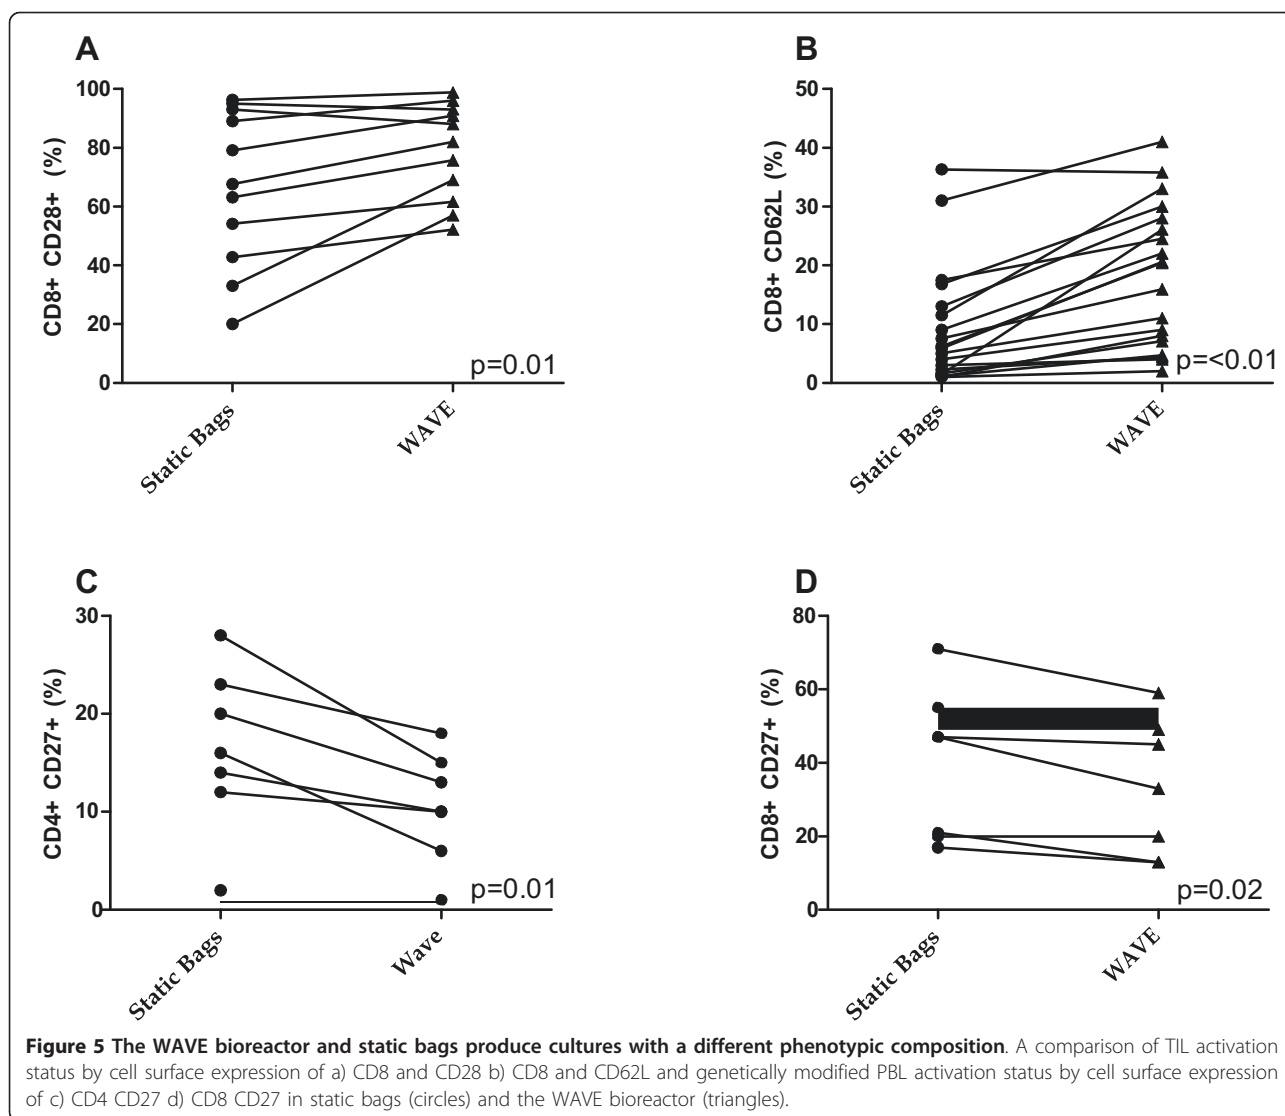 A
B
100
80
60
40
20
0
CD8+ CD28+ (%)
p=0.01
Static Bags
WAVE
50
40
30
20
10
0
CD8+ CD62L (%)
p=<0.01
Static Bags
WAVE
C
D
30
20
10
0
CD4+ CD27+ (%)
p=0.01
Static Bags
Wave
80
60
40
20
0
CD8+ CD27+ (%)
p=0.02
Static Bags
WAVE
Figure 5 The WAVE bioreactor and static bags produce cultures with a different phenotypic composition. A comparison of TIL activation
status by cell surface expression of a) CD8 and CD28 b) CD8 and CD62L and genetically modified PBL activation status by cell surface expression
of c) CD4 CD27 d) CD8 CD27 in static bags (circles) and the WAVE bioreactor (triangles).